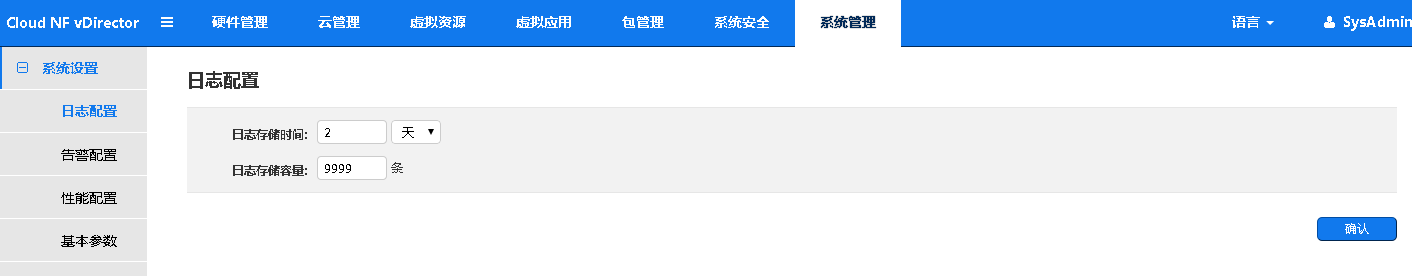 Cloud NF vDirector 硬件管理 云管理 虚拟资源 虚拟应用 包管理 系统安全 系统管理 语言 SysAdmin
系统设置
日志配置
告警配置
性能配置
基本参数
日志配置
日志存储时间: 2 天
日志存储容量: 9999 条
确认